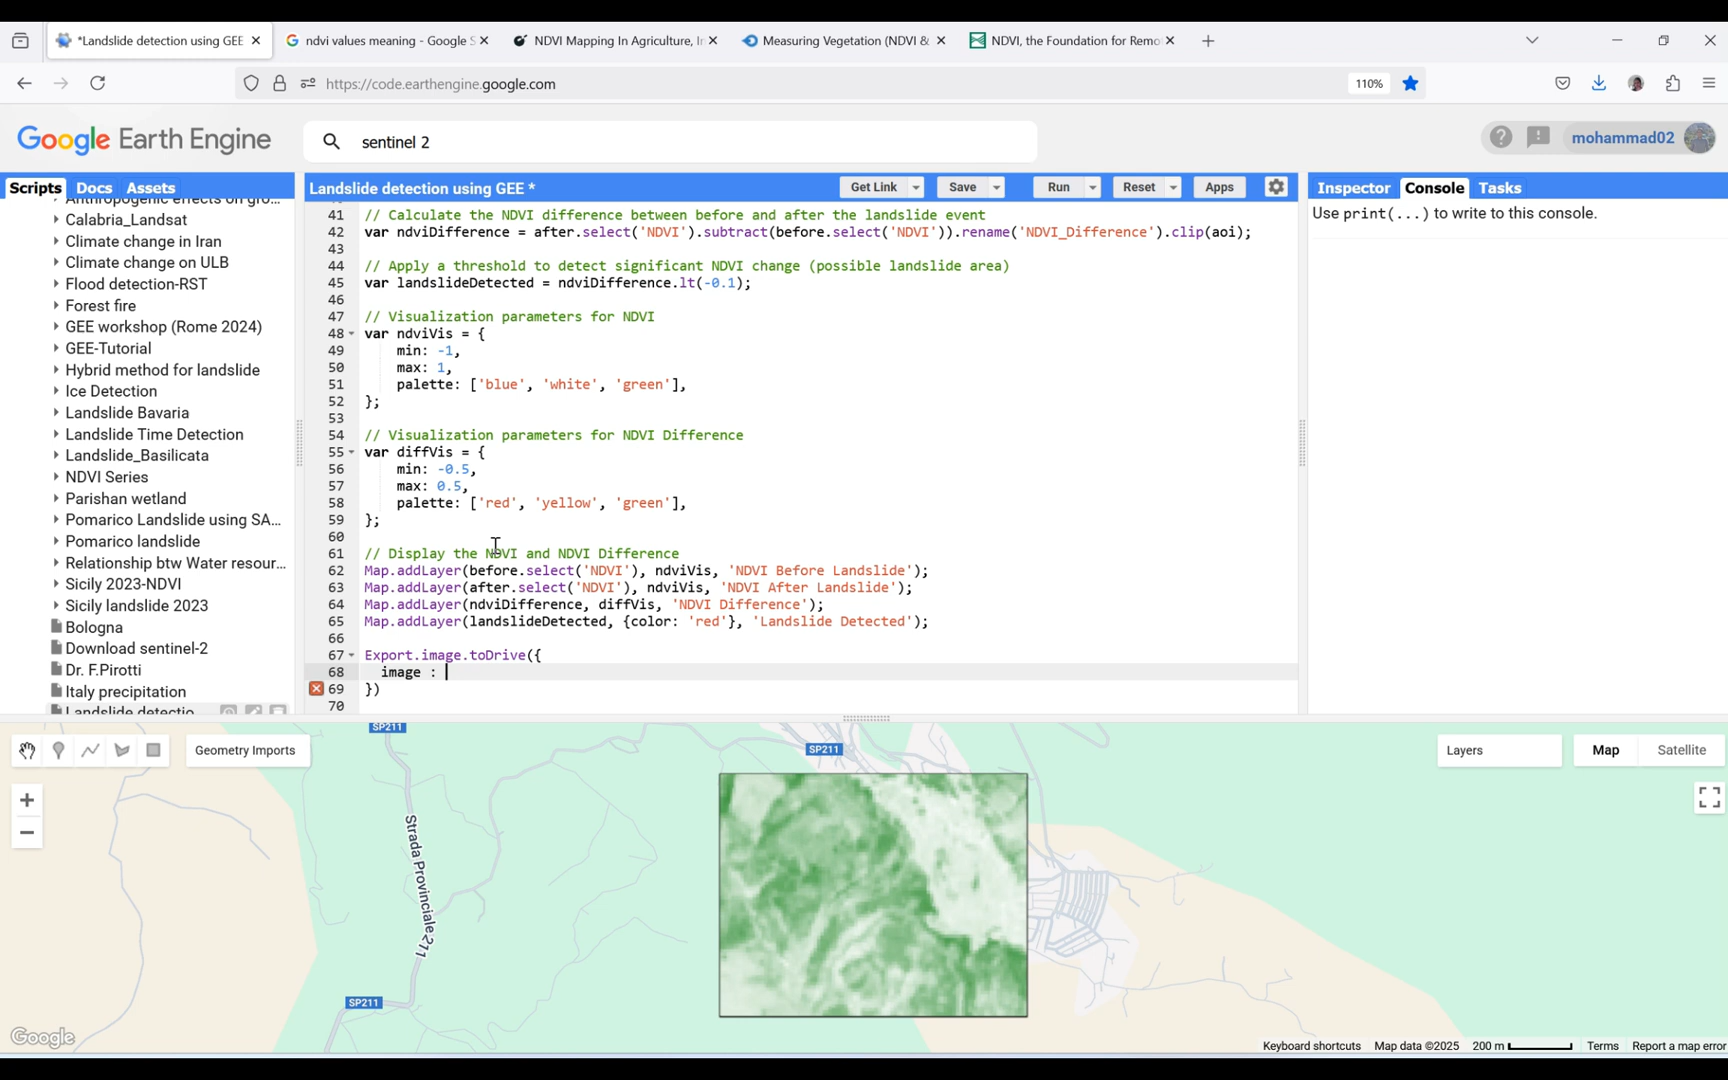 *Landslide detection using GEE
ndvi values meaning - Google S
NDVI Mapping In Agriculture, In
Measuring Vegetation (NDVI &
NDVI, the Foundation for Remo
https://code.earthengine.google.com
110%
Google Earth Engine
sentinel 2
mohammad02
Scripts Docs Assets
Anthropogenic effects on gro...
Calabria_Landsat
Climate change in Iran
Climate change on ULB
Flood detection-RST
Forest fire
GEE workshop (Rome 2024)
GEE-Tutorial
Hybrid method for landslide
Ice Detection
Landslide Bavaria
Landslide Time Detection
Landslide_Basilicata
NDVI Series
Parishan wetland
Pomarico Landslide using SA...
Pomarico landslide
Relationship btw Water resour...
Sicily 2023-NDVI
Sicily landslide 2023
Bologna
Download sentinel-2
Dr. F.Pirotti
Italy precipitation
Landslide detectio
Landslide detection using GEE *
Get Link Save Run Reset Apps
41 // Calculate the NDVI difference between before and after the landslide event
42 var ndviDifference = after.select('NDVI').subtract(before.select('NDVI')).rename('NDVI_Difference').clip(aoi);
43
44 // Apply a threshold to detect significant NDVI change (possible landslide area)
45 var landslideDetected = ndviDifference.lt(-0.1);
46
47 // Visualization parameters for NDVI
48 var ndviVis = {
49 min: -1,
50 max: 1,
51 palette: ['blue', 'white', 'green'],
52 };
53
54 // Visualization parameters for NDVI Difference
55 var diffVis = {
56 min: -0.5,
57 max: 0.5,
58 palette: ['red', 'yellow', 'green'],
59 };
60
61 // Display the NDVI and NDVI Difference
62 Map.addLayer(before.select('NDVI'), ndviVis, 'NDVI Before Landslide');
63 Map.addLayer(after.select('NDVI'), ndviVis, 'NDVI After Landslide');
64 Map.addLayer(ndviDifference, diffVis, 'NDVI Difference');
65 Map.addLayer(landslideDetected, {color: 'red'}, 'Landslide Detected');
66
67 Export.image.toDrive({
68 image :
69 })
70
Inspector Console Tasks
Use print(...) to write to this console.
Geometry Imports
Layers
Map Satellite
SP211
SP211
Strada Provinciale 211
SP211
Google
Keyboard shortcuts Map data ©2025 200 m Terms Report a map error